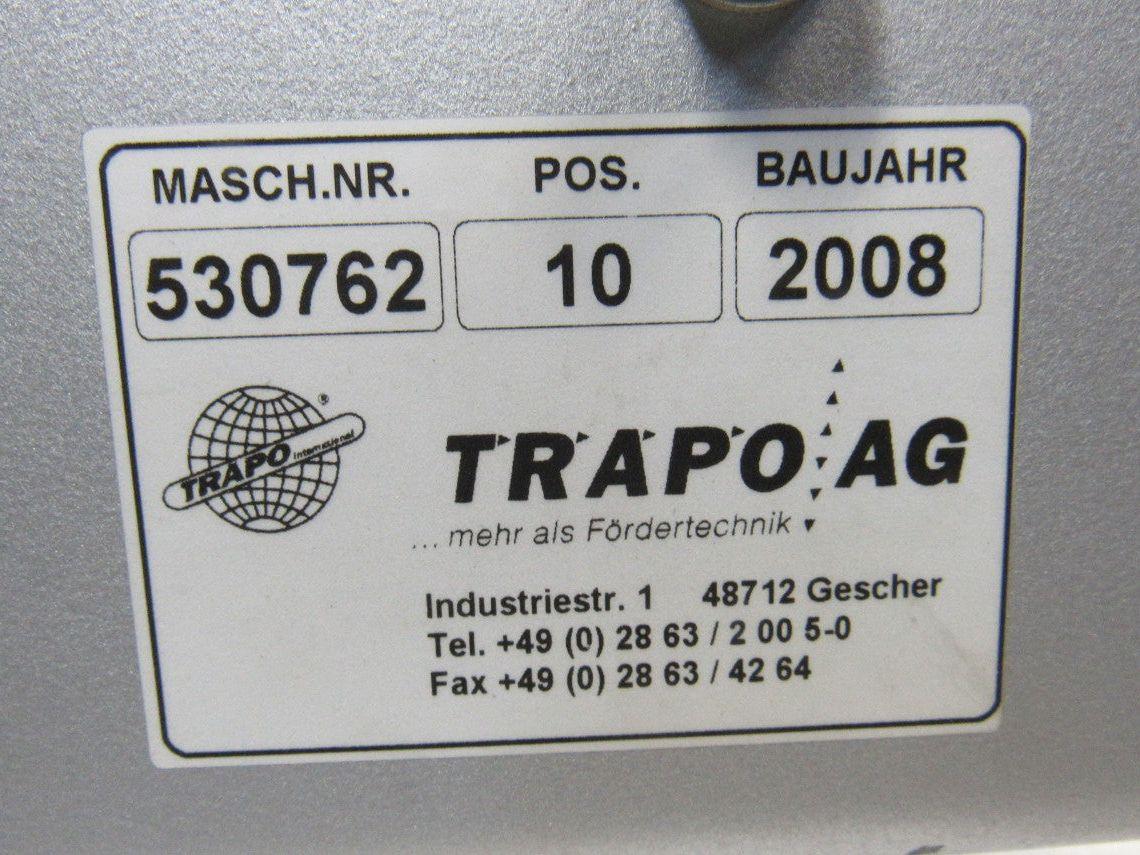 MASCH.NR. POS. BAUJAHR
530762 10 2008
®
TRAPO international
TRAPO AG
... mehr als Fördertechnik
Industriestr. 1 48712 Gescher
Tel. +49 (0) 28 63 / 2 00 5-0
Fax +49 (0) 28 63 / 42 64